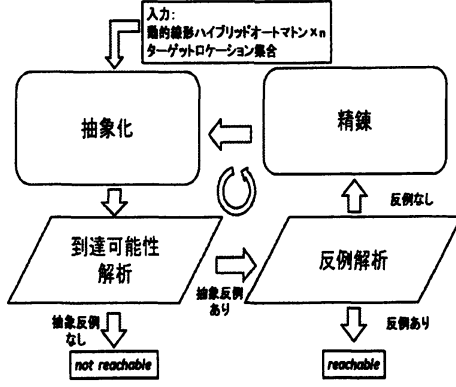 入力:
動的線形ハイブリッドオートマトン×n
ターゲットロケーション集合
抽象化
精錬
反例なし
到達可能性
解析
抽象反例
あり
反例解析
抽象反例
なし
反例あり
not reachable
reachable